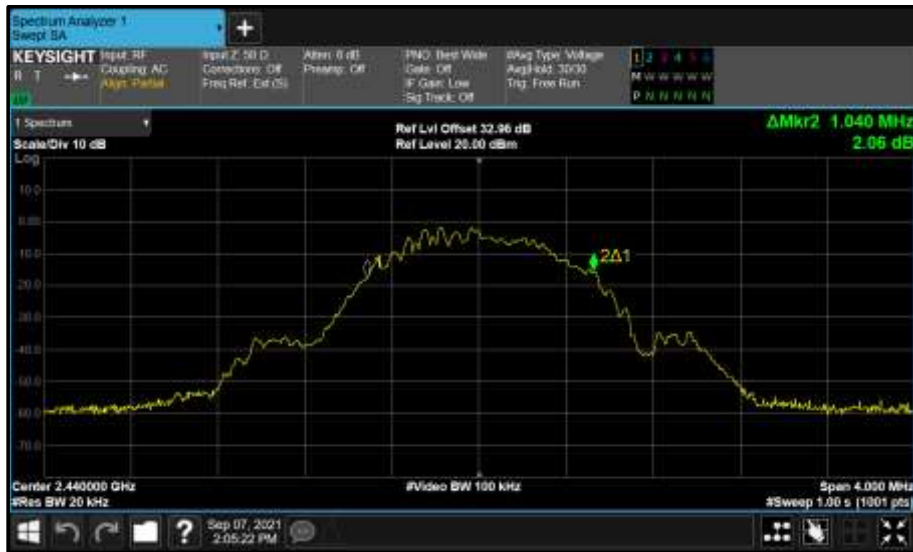 Spectrum Analyzer 1
Swept SA
+
KEYSIGHT
R T
Input: RF
Coupling: AC
Align: Partial
Input Z: 50 Ω
Corrections: Off
Freq Ref: Ext (S)
Atten: 6 dB
Preamp: Off
PNO: Best Wide
Gate: Off
IF Gain: Low
Sig Track: Off
#Avg Type: Voltage
Avg|Hold: 30/30
Trig: Free Run
1 2 3 4 5 6
M W W W W W
P N N N N N
1 Spectrum
Scale/Div 10 dB
Ref Lvl Offset 32.96 dB
Ref Level 20.00 dBm
ΔMkr2 1.040 MHz
2.06 dB
Log
10.0
0.00
-10.0
-20.0
-30.0
-40.0
-50.0
-60.0
-70.0
2Δ1
Center 2.440000 GHz
#Res BW 20 kHz
#Video BW 100 kHz
Span 4.000 MHz
#Sweep 1.00 s (1001 pts)
?
Sep 07, 2021
2:05:22 PM